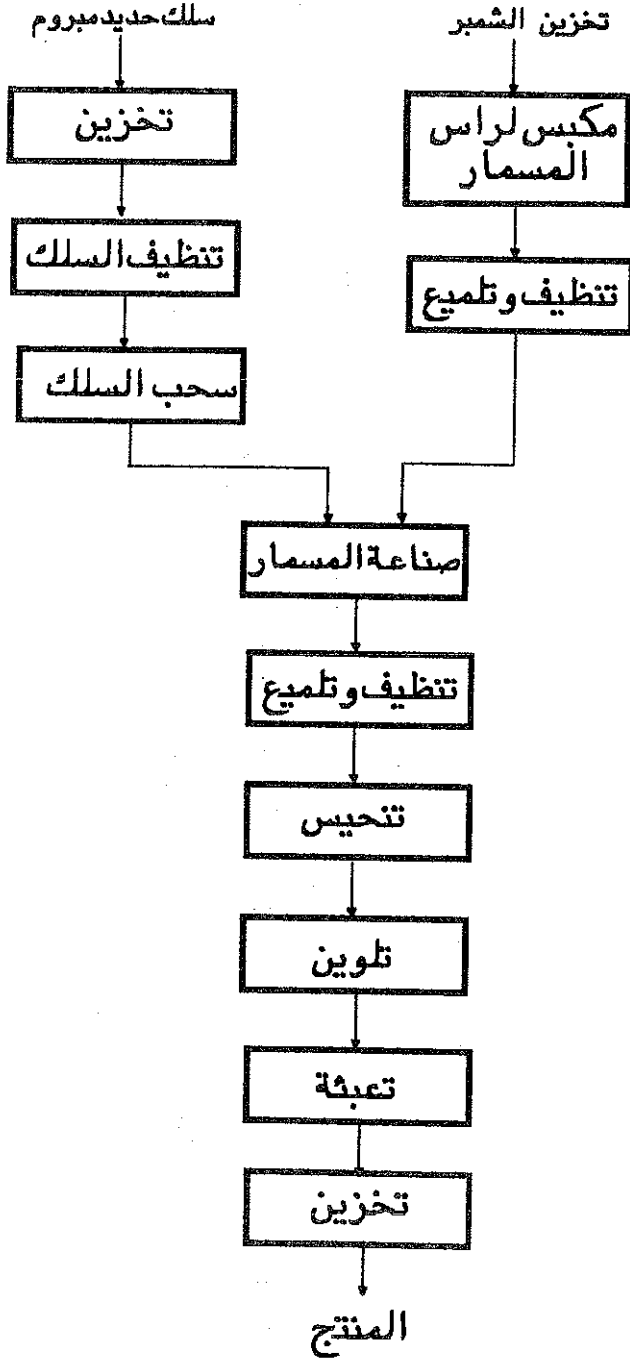 تخزين الشمبر
مكبس لراس
المسمار
تنظيف وتلميع
سلك حديد مبروم
تخزين
تنظيف السلك
سحب السلك
صناعة المسمار
تنظيف وتلميع
تنحيس
تلوين
تعبئة
تخزين
المنتج